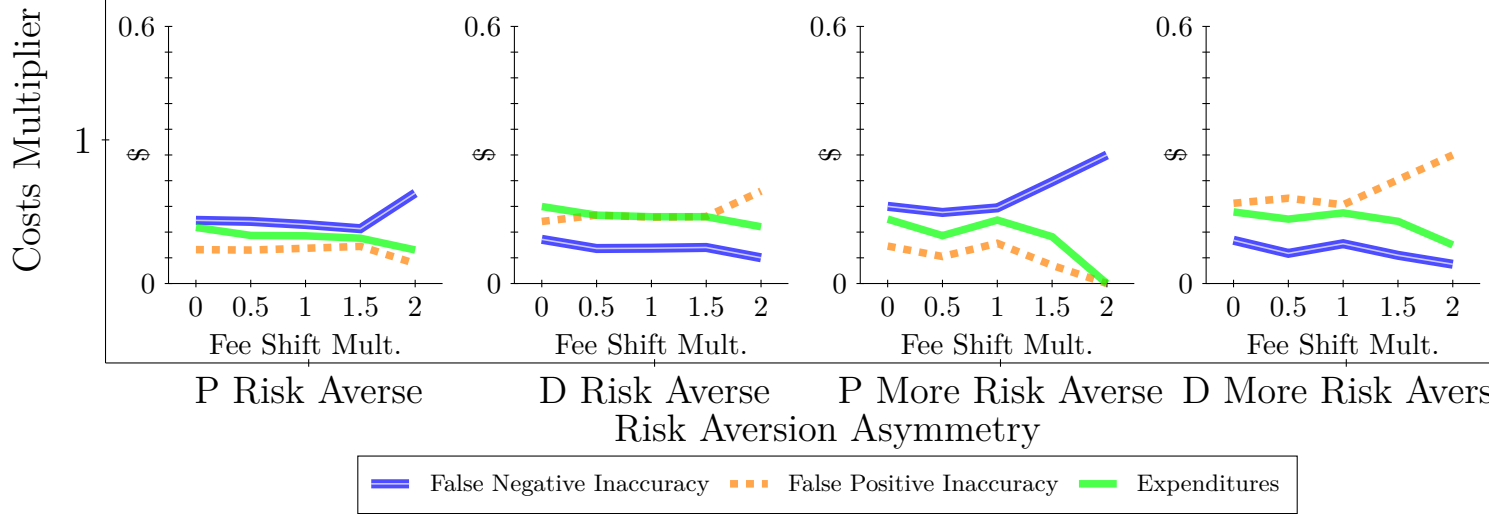 Costs Multiplier
1
0.6
$
0
0 0.5 1 1.5 2
Fee Shift Mult.
0.6
$
0
0 0.5 1 1.5 2
Fee Shift Mult.
0.6
$
0
0 0.5 1 1.5 2
Fee Shift Mult.
0.6
$
0
0 0.5 1 1.5 2
Fee Shift Mult.
P Risk Averse
D Risk Averse
P More Risk Averse
D More Risk Avers
Risk Aversion Asymmetry
False Negative Inaccuracy
False Positive Inaccuracy
Expenditures